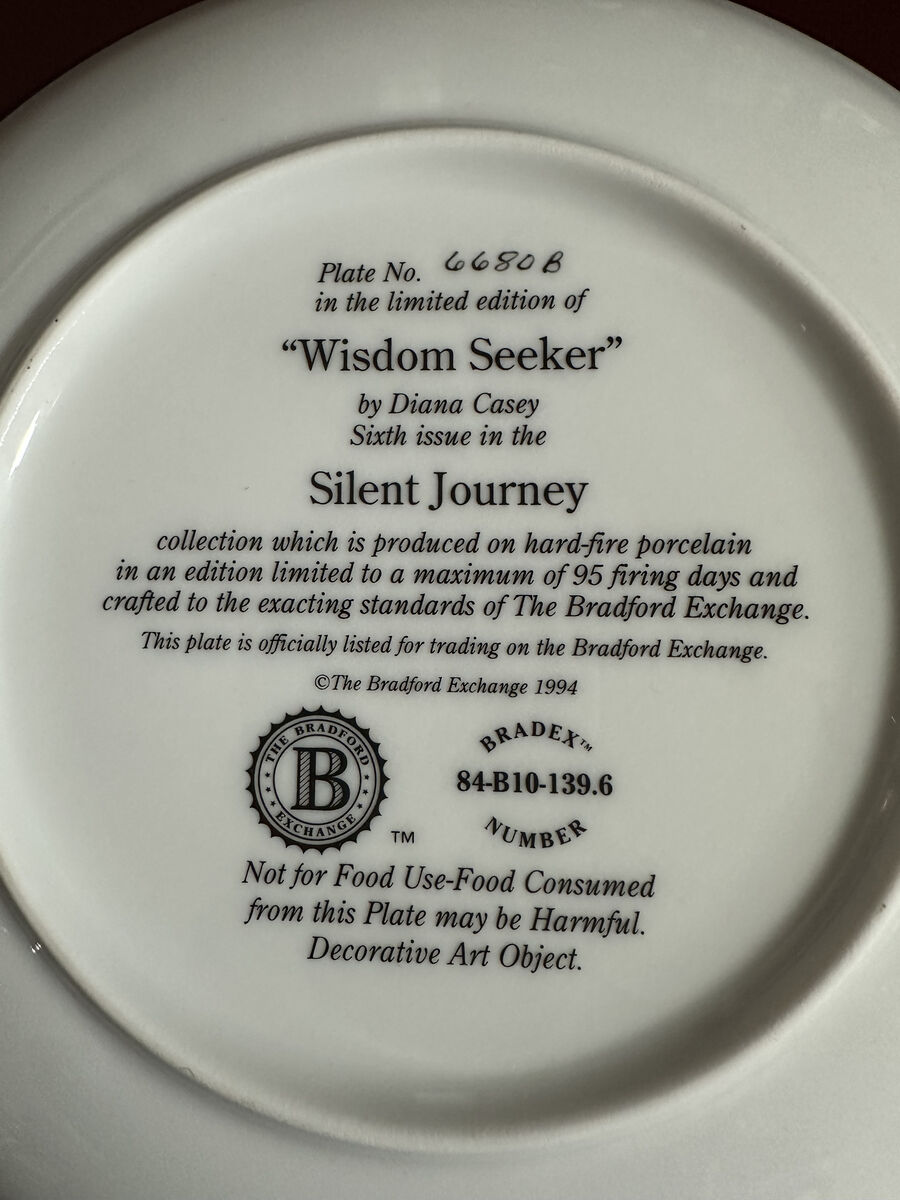 Plate No. 6680B
in the limited edition of
“Wisdom Seeker”
by Diana Casey
Sixth issue in the
Silent Journey
collection which is produced on hard-fire porcelain
in an edition limited to a maximum of 95 firing days and
crafted to the exacting standards of The Bradford Exchange.
This plate is officially listed for trading on the Bradford Exchange.
©The Bradford Exchange 1994
THE BRADFORD
B
EXCHANGE
TM
BRADEX™
84-B10-139.6
NUMBER
Not for Food Use-Food Consumed
from this Plate may be Harmful.
Decorative Art Object.